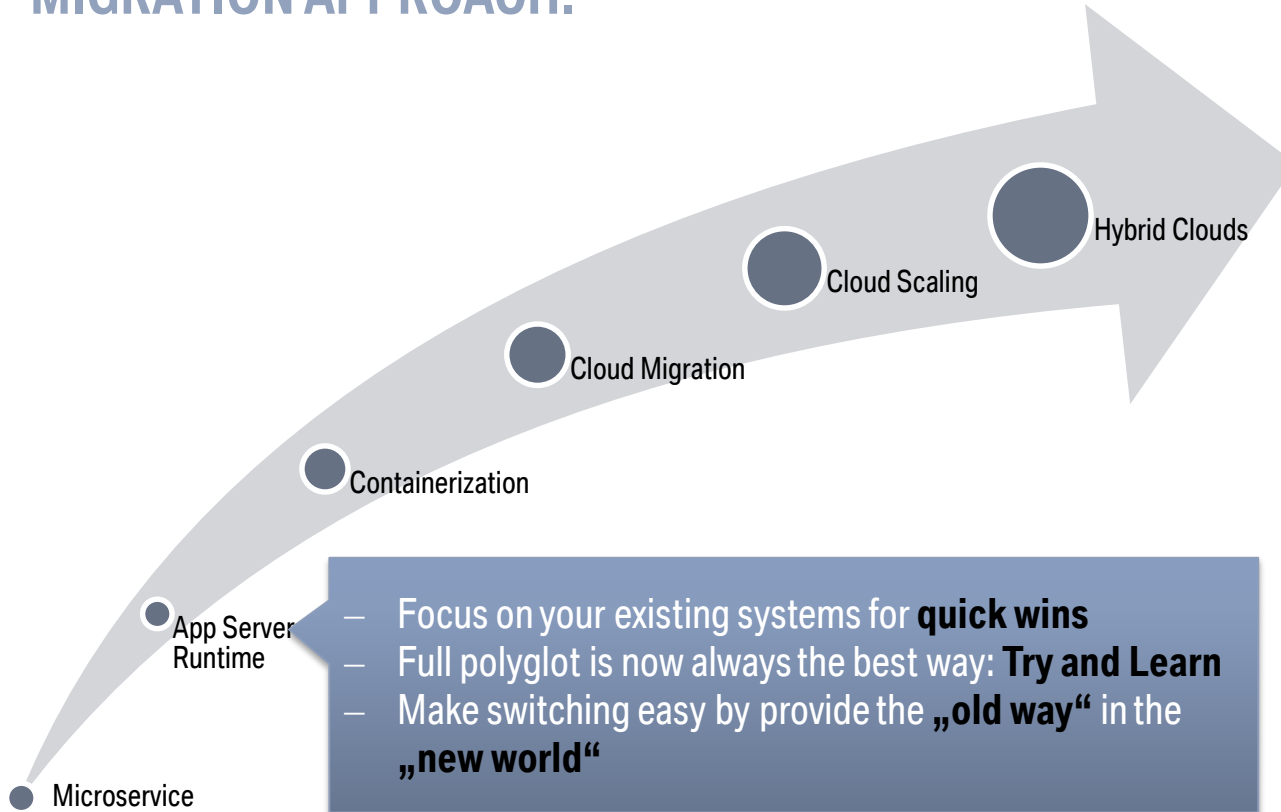 MIGRATION APPROACH.
Hybrid Clouds
Cloud Scaling
Cloud Migration
Containerization
App Server
Runtime
– Focus on your existing systems for quick wins
– Full polyglot is now always the best way: Try and Learn
– Make switching easy by provide the „old way“ in the
„new world“
Microservice